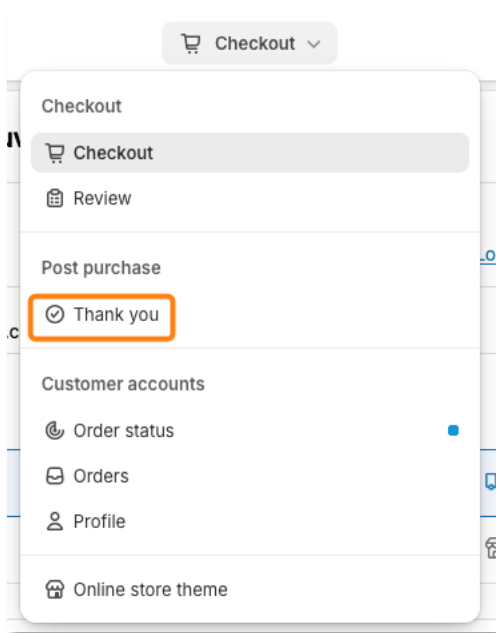 Checkout
Checkout
Checkout
Review
Post purchase
Thank you
Customer accounts
Order status
Orders
Profile
Online store theme